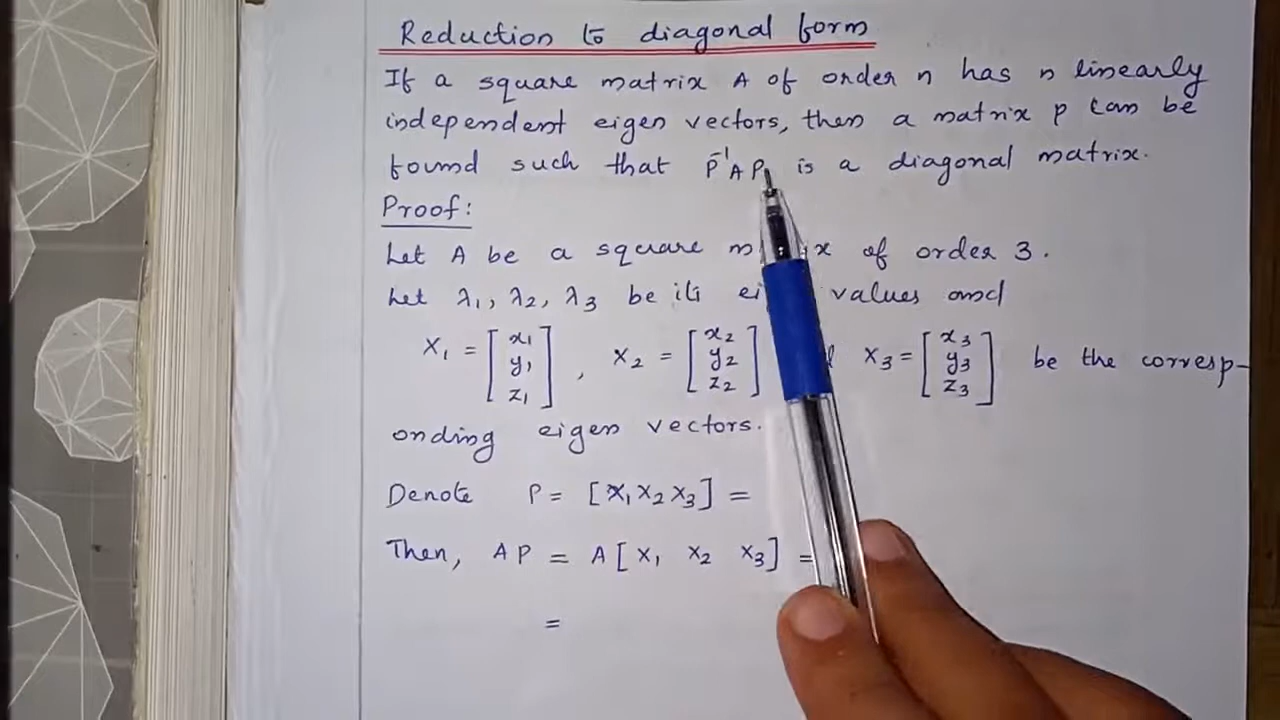 Reduction to diagonal form
If a square matrix A of order n has n linearly
independent eigen vectors, then a matrix P can be
found such that P⁻¹AP is a diagonal matrix.
Proof:
Let A be a square m x of order 3.
Let λ₁, λ₂, λ₃ be its ei values and
X₁ = [x₁ y₁ z₁], X₂ = [x₂ y₂ z₂] X₃ = [x₃ y₃ z₃] be the corresp-
onding eigen vectors.
Denote P = [X₁ X₂ X₃] =
Then, AP = A[X₁ X₂ X₃] =
=